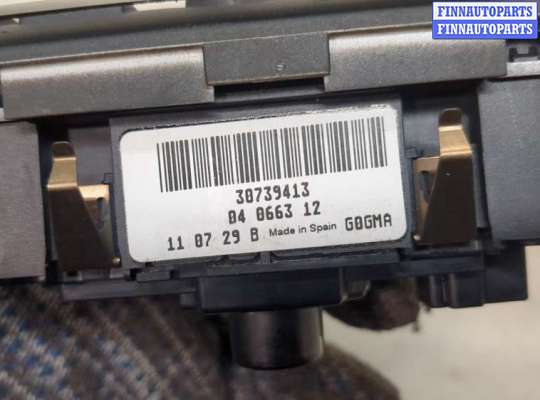 FINNAUTOPARTS
FINNAUTOPARTS
30739413
04 0663 12
11 07 29 B Made in Spain G0GMA